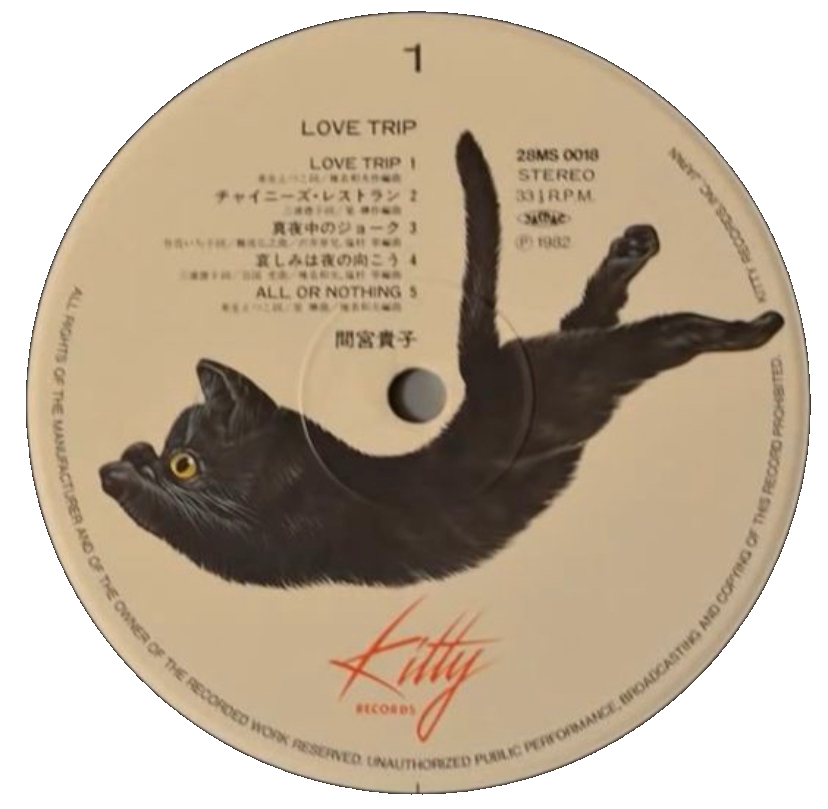 1
LOVE TRIP
LOVE TRIP 1
チャイニーズ・レストラン 2
真夜中のジョーク 3
哀しみは夜の向こう 4
ALL OR NOTHING 5
間宮貴子
28MS 0018
STEREO
33⅓ R.P.M.
Ⓟ 1982
KITTY RECORDS, INC. JAPAN
Kitty
RECORDS
ALL RIGHTS OF THE MANUFACTURER AND OF THE OWNER OF THE RECORDED WORK RESERVED. UNAUTHORIZED PUBLIC PERFORMANCE, BROADCASTING AND COPYING OF THIS RECORD PROHIBITED.